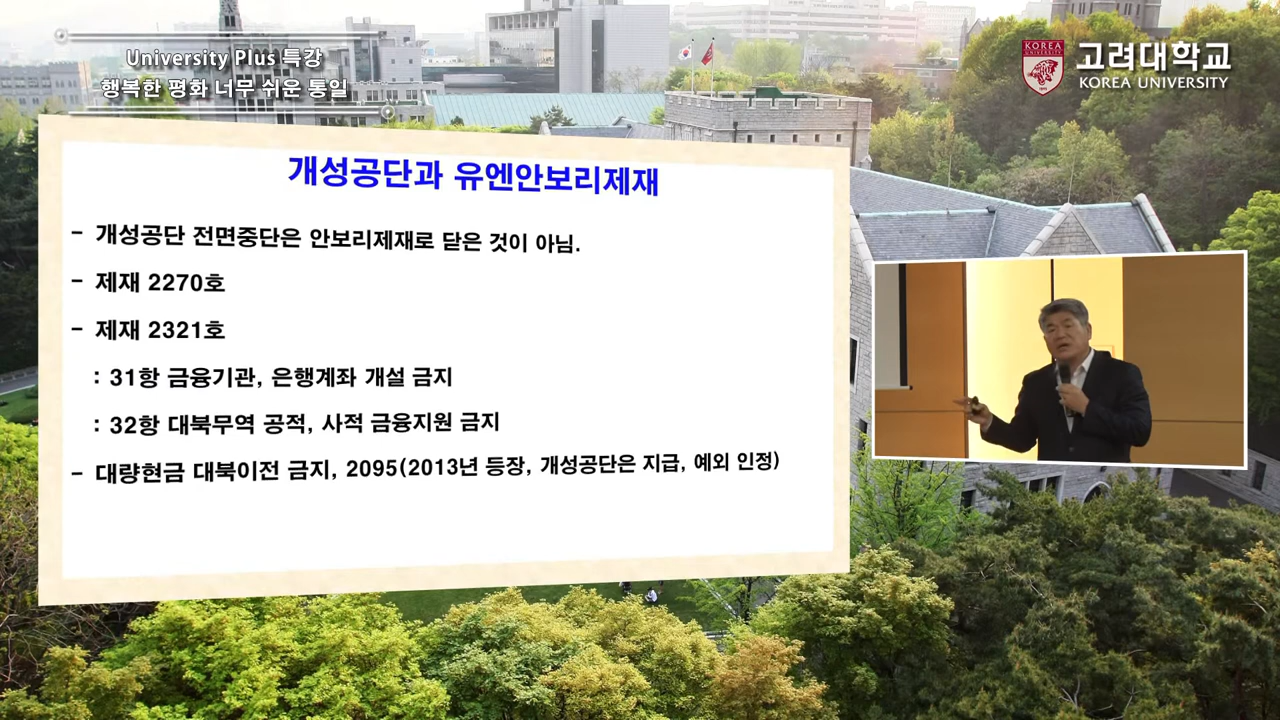 University Plus 특강
행복한 평화 너무 쉬운 통일
KOREA
UNIVERSITY
고려대학교
KOREA UNIVERSITY
개성공단과 유엔안보리제재
- 개성공단 전면중단은 안보리제재로 닫은 것이 아님.
- 제재 2270호
- 제재 2321호
: 31항 금융기관, 은행계좌 개설 금지
: 32항 대북무역 공적, 사적 금융지원 금지
- 대량현금 대북이전 금지, 2095(2013년 등장, 개성공단은 지급, 예외 인정)